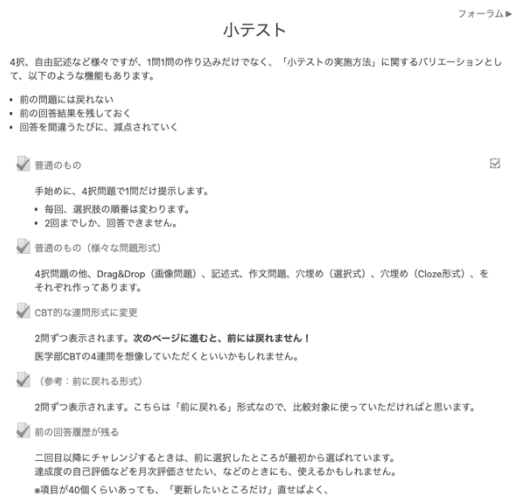 フォーラム▶
小テスト
4択、自由記述など様々ですが、1問1問の作り込みだけでなく、「小テストの実施方法」に関するバリエーションとし
て、以下のような機能もあります。
• 前の問題には戻れない
• 前の回答結果を残しておく
• 回答を間違うたびに、減点されていく
普通のもの
手始めに、4択問題で1問だけ提示します。
• 毎回、選択肢の順番は変わります。
• 2回までしか、回答できません。
普通のもの（様々な問題形式）
4択問題の他、Drag&Drop（画像問題）、記述式、作文問題、穴埋め（選択式）、穴埋め（Cloze形式）、を
それぞれ作ってあります。
CBT的な連問形式に変更
2問ずつ表示されます。次のページに進むと、前には戻れません！
医学部CBTの4連問を想像していただくといいかもしれません。
（参考：前に戻れる形式）
2問ずつ表示されます。こちらは「前に戻れる」形式なので、比較対象に使っていただければと思います。
前の回答履歴が残る
二回目以降にチャレンジするときは、前に選択したところが最初から選ばれています。
達成度の自己評価などを月次評価させたい、などのときにも、使えるかもしれません。
※項目が40個くらいあっても、「更新したいところだけ」直せばよく、